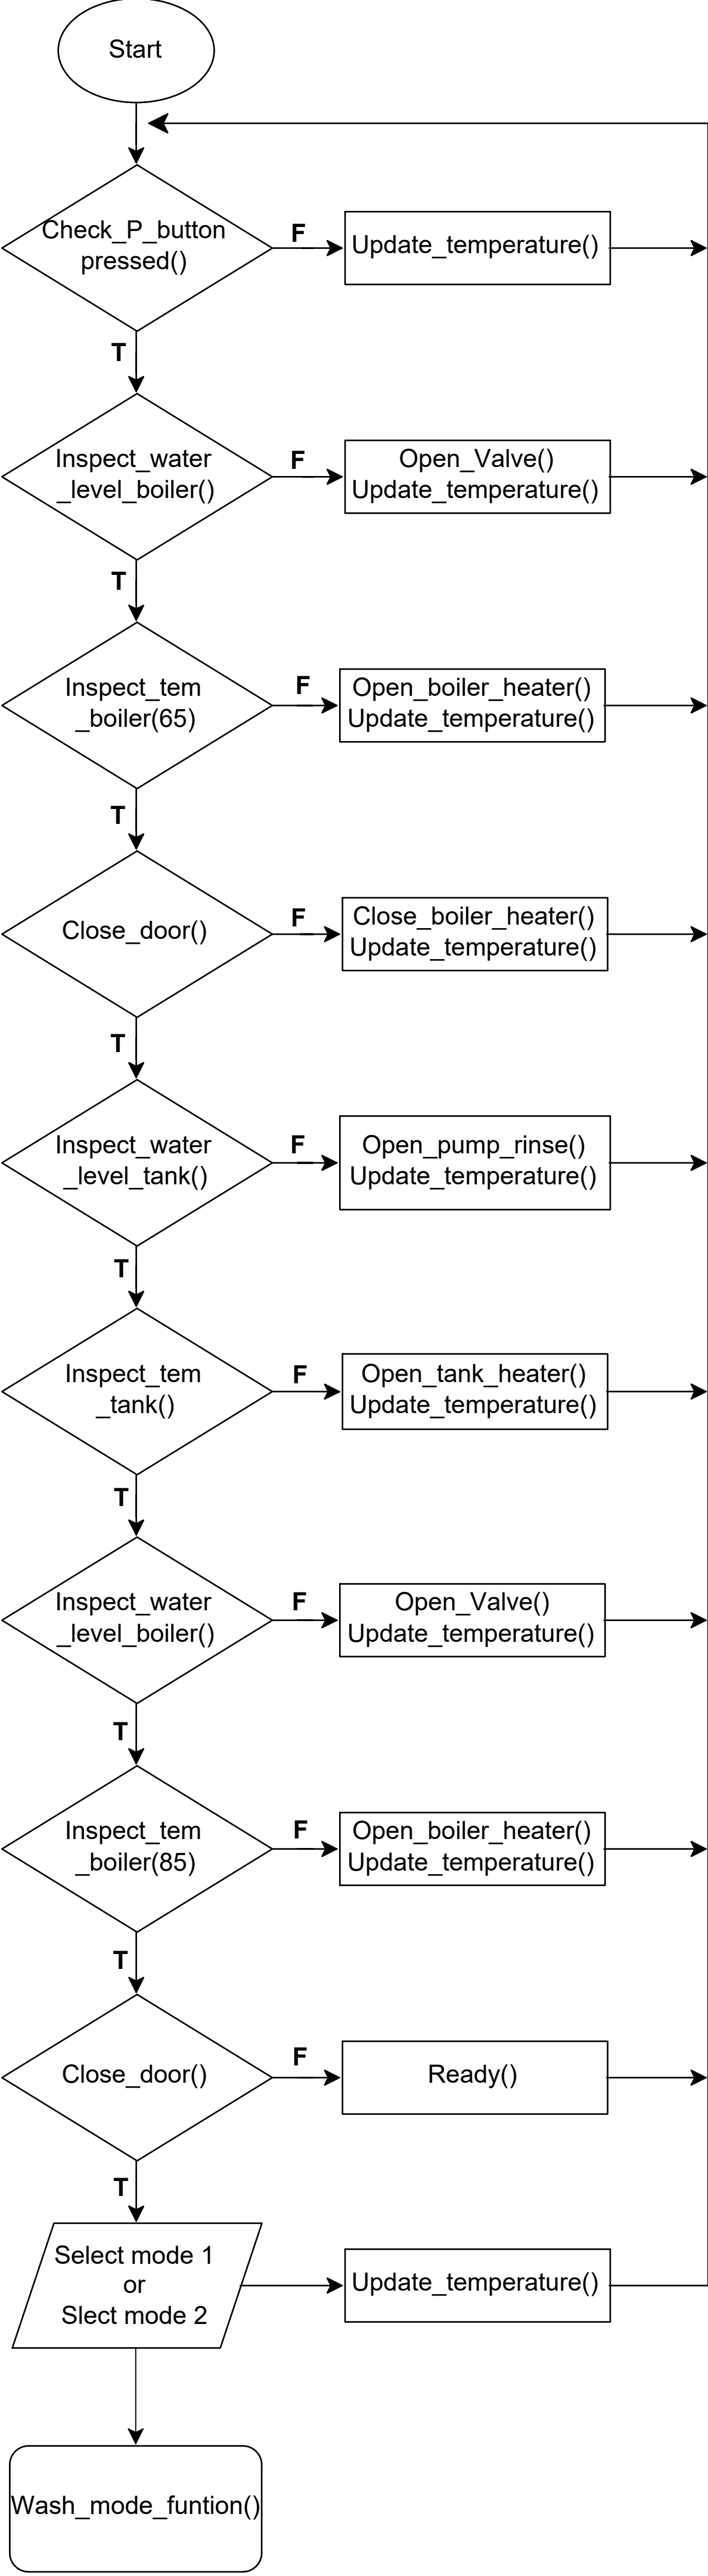 Start
Check_P_button
pressed()
F
Update_temperature()
T
Inspect_water
_level_boiler()
F
Open_Valve()
Update_temperature()
T
Inspect_tem
_boiler(65)
F
Open_boiler_heater()
Update_temperature()
T
Close_door()
F
Close_boiler_heater()
Update_temperature()
T
Inspect_water
_level_tank()
F
Open_pump_rinse()
Update_temperature()
T
Inspect_tem
_tank()
F
Open_tank_heater()
Update_temperature()
T
Inspect_water
_level_boiler()
F
Open_Valve()
Update_temperature()
T
Inspect_tem
_boiler(85)
F
Open_boiler_heater()
Update_temperature()
T
Close_door()
F
Ready()
T
Select mode 1
or
Slect mode 2
Update_temperature()
Wash_mode_funtion()